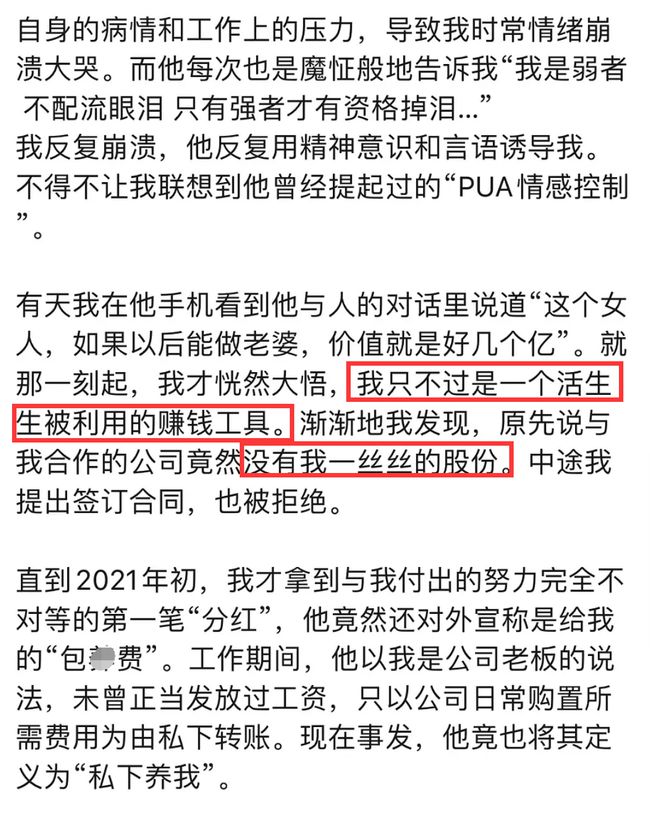 自身的病情和工作上的压力，导致我时常情绪崩
溃大哭。而他每次也是魔怔般地告诉我“我是弱者
不配流眼泪 只有强者才有资格掉泪...”
我反复崩溃，他反复用精神意识和言语诱导我。
不得不让我联想到他曾经提起过的“PUA情感控制
”。
有天我在他手机看到他与人的对话里说道“这个女
人，如果以后能做老婆，价值就是好几个亿”。就
那一刻起，我才恍然大悟，我只不过是一个活生
生被利用的赚钱工具。渐渐地我发现，原先说与
我合作的公司竟然没有我一丝丝的股份。中途我
提出签订合同，也被拒绝。
直到2021年初，我才拿到与我付出的努力完全不
对等的第一笔“分红”，他竟然还对外宣称是给我
的“包费”。工作期间，他以我是公司老板的说
法，未曾正当发放过工资，只以公司日常购置所
需费用为由私下转账。现在事发，他竟也将其定
义为“私下养我”。